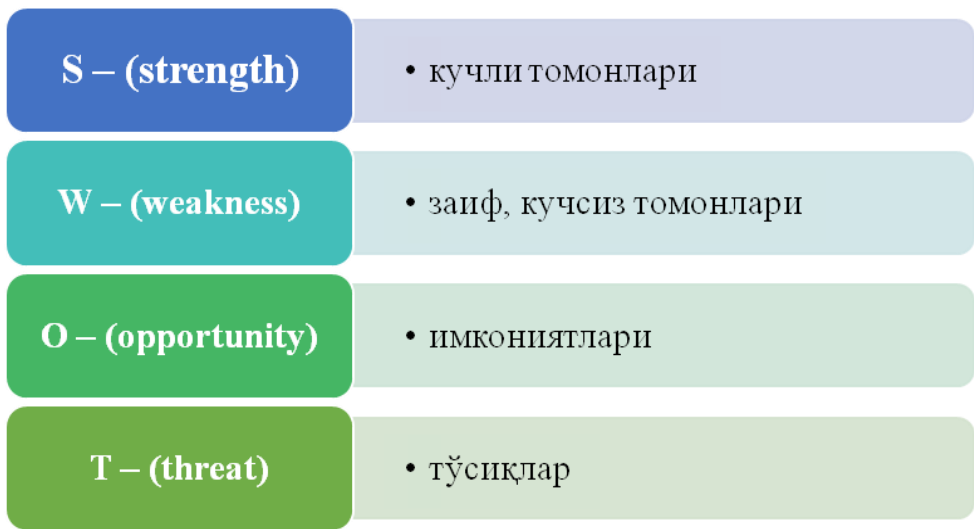 S – (strength)
• кучли томонлари
W – (weakness)
• заиф, кучсиз томонлари
O – (opportunity)
• имкониятлари
T – (threat)
• тўсиқлар